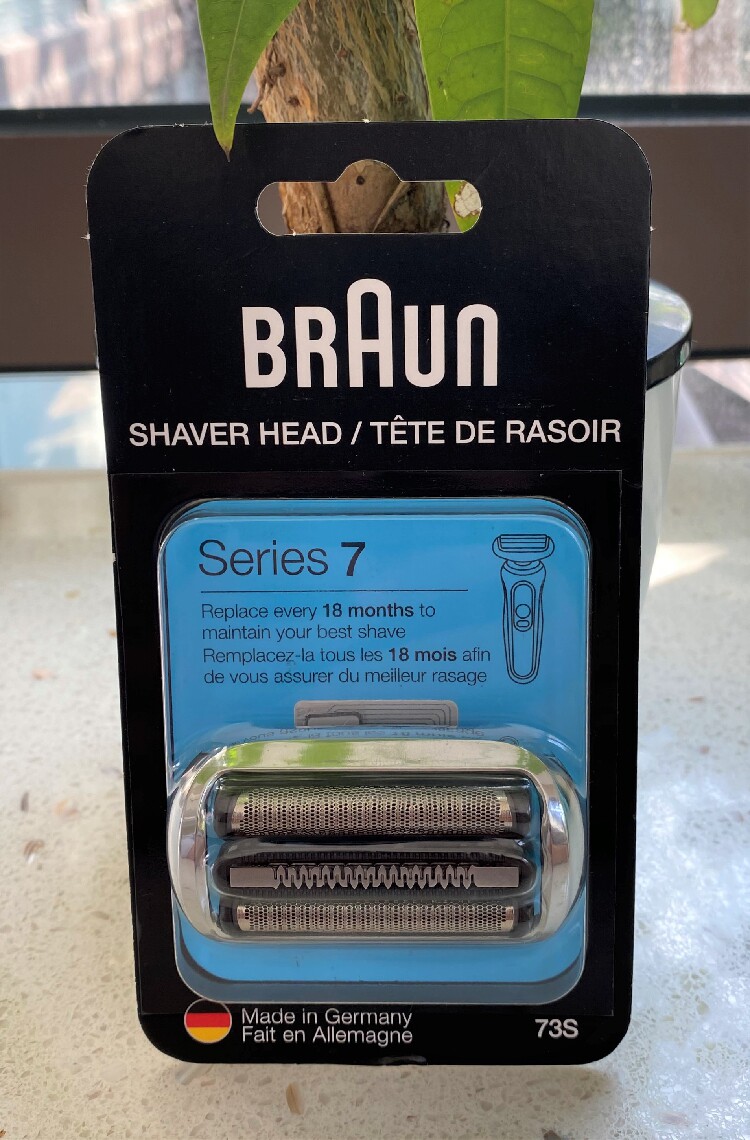 BRAUN
SHAVER HEAD / TÊTE DE RASOIR
Series 7
Replace every 18 months to
maintain your best shave
Remplacez-la tous les 18 mois afin
de vous assurer du meilleur rasage
Made in Germany
Fait en Allemagne
73S